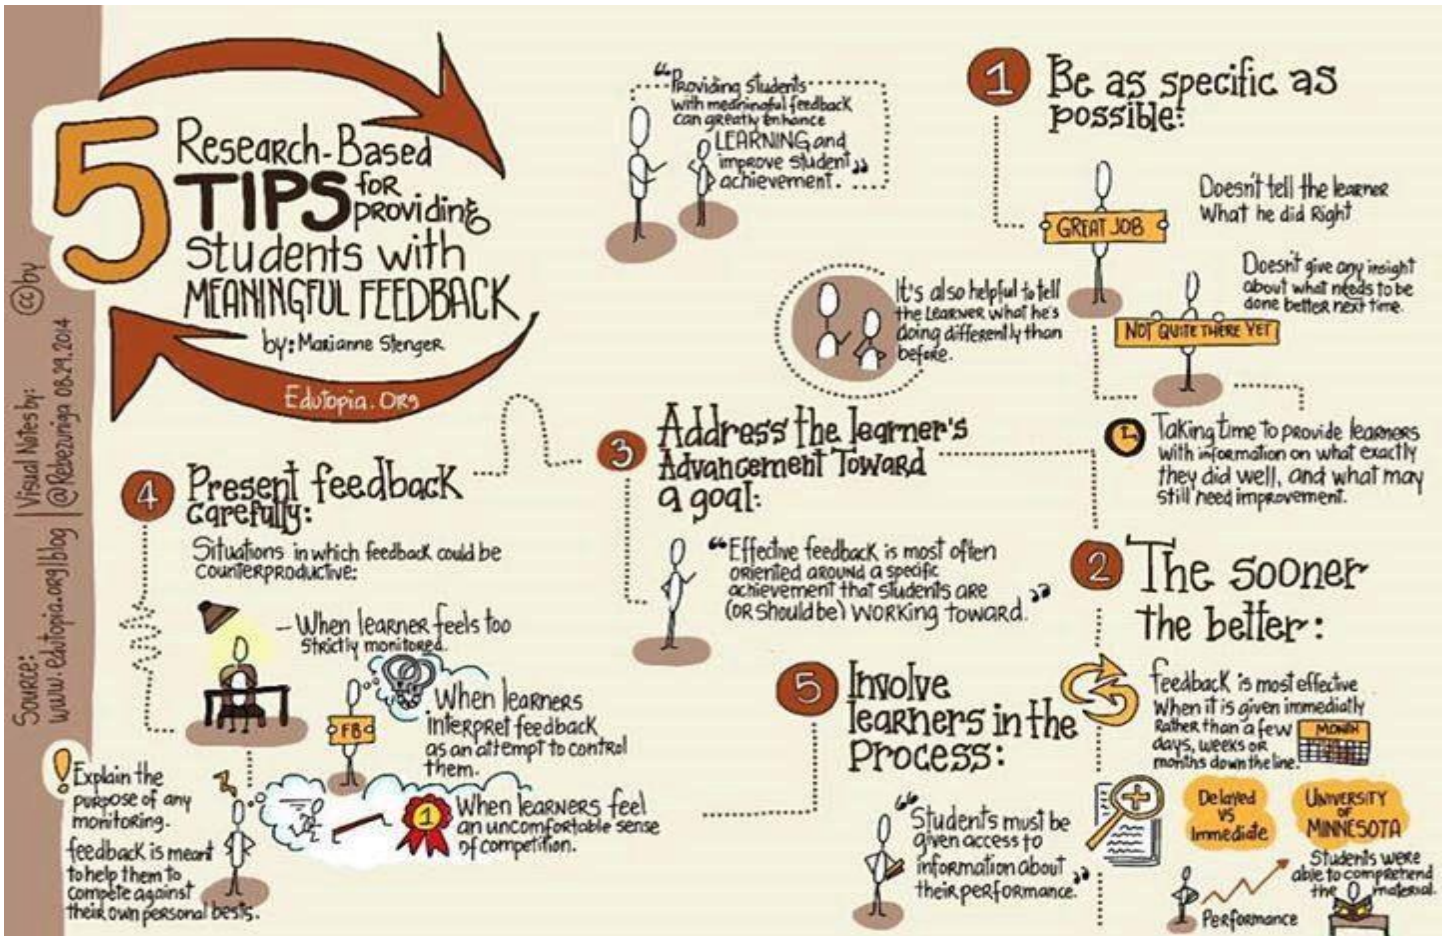 5
Research-Based
TIPS for
providing
Students with
MEANINGFUL FEEDBACK
by: Marianne Stenger
Edutopia.ORG
Source:
www.edutopia.org||blog
Visual Notes by:
@Rebezuniga 08.29.2014
(cc) by
“Providing Students
with meaningful feedback
can greatly enhance
LEARNING and
improve student
achievement.”
1 Be as specific as
possible:
GREAT JOB
Doesn't tell the learner
What he did Right
NOT QUITE THERE YET
Doesn't give any insight
about what needs to be
done better next time.
It's also helpful to tell
the Learner what he's
doing differently than
before.
Taking time to provide learners
with information on what exactly
they did well, and what may
still need improvement.
2 The sooner
the better:
feedback is most effective
When it is given immediatly
Rather than a few
days, weeks or
months down the line.
MONTH
Delayed
vs
Immediate
UNIVERSITY
OF
MINNESOTA
Students were
able to comprehend
the material.
Performance
3 Address the learner's
Advancement Toward
a goal:
“Effective feedback is most often
oriented around a specific
achievement that students are
(or should be) working toward.”
4 Present feedback
carefully:
Situations in which feedback could be
counterproductive:
– When learner feels too
strictly monitored.
FB
When learners
interpret feedback
as an attempt to control
them.
1
When learners feel
an uncomfortable sense
of competition.
! Explain the
purpose of any
monitoring.
feedback is meant
to help them to
compete against
their own personal bests.
5 Involve
learners in the
Process:
“Students must be
given access to
information about
their performance.”